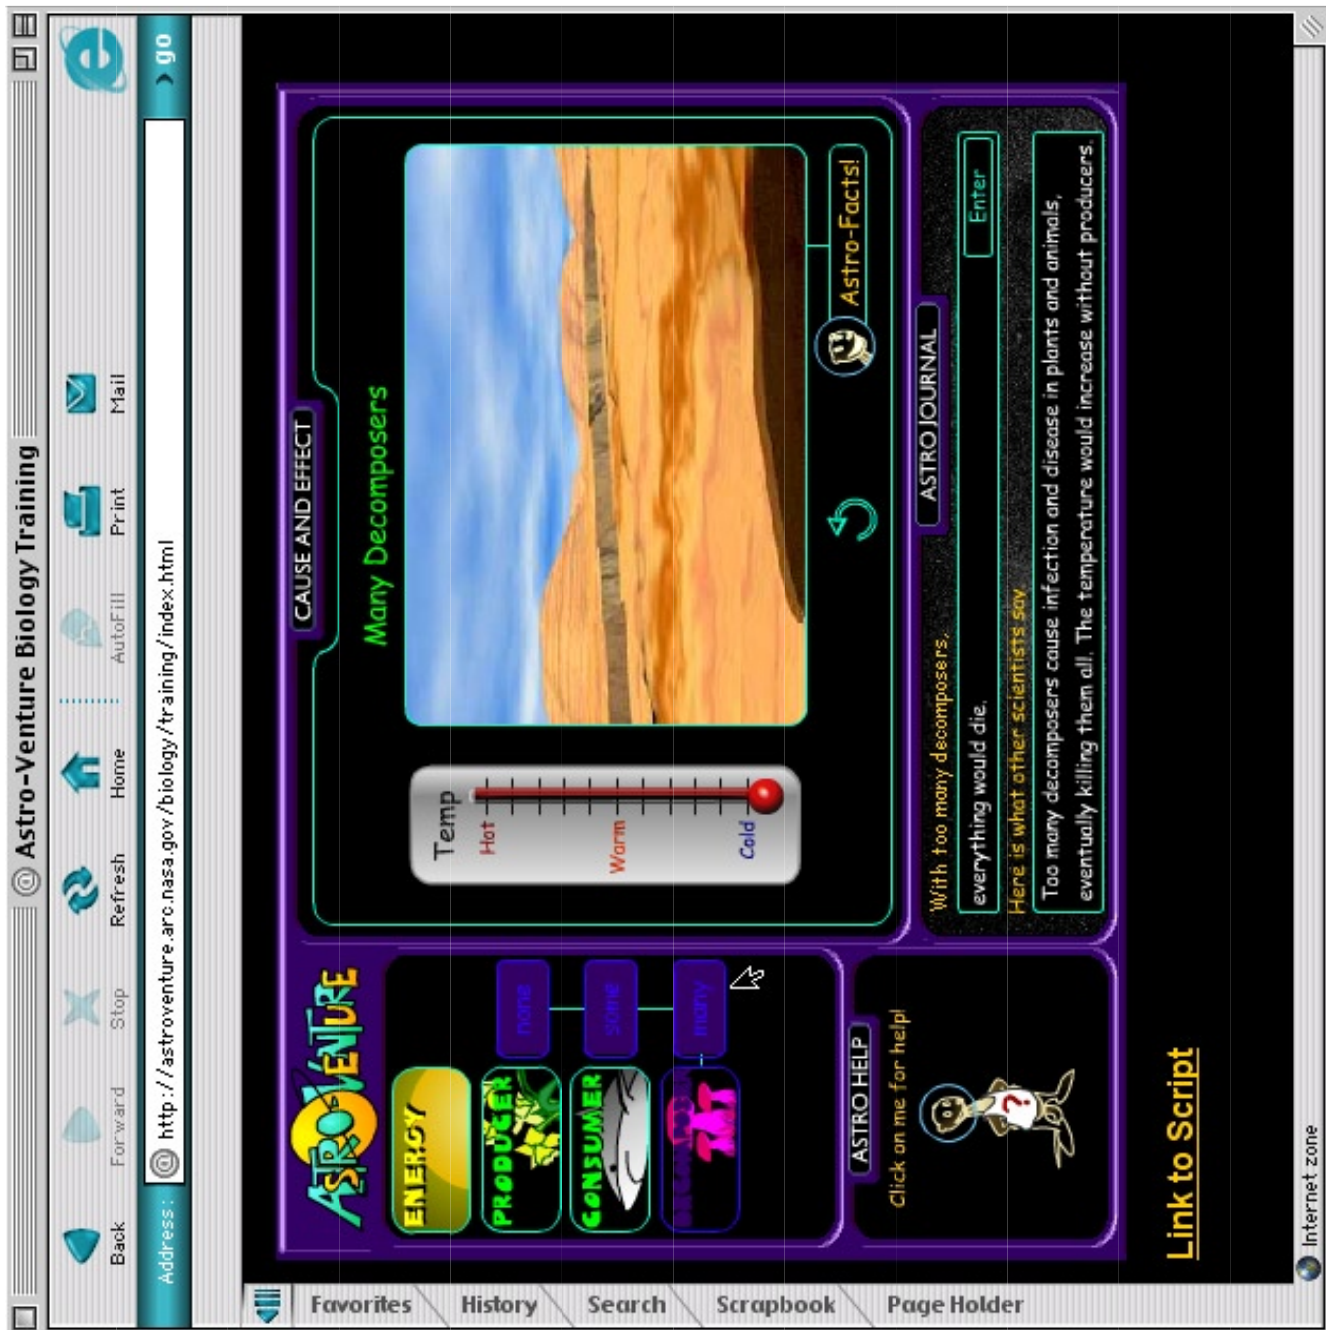 Astro-Venture Biology Training
Back
Forward
Stop
Refresh
Home
AutoFill
Print
Mail
Address:
http://astroventure.arc.nasa.gov/biology/training/index.html
go
Favorites
History
Search
Scrapbook
Page Holder
ASTRO-VENTURE
ENERGY
PRODUCER
CONSUMER
none
some
many
CAUSE AND EFFECT
Many Decomposers
Temp
Hot
Warm
Cold
Astro-Facts!
ASTRO HELP
Click on me for help!
ASTRO JOURNAL
With too many decomposers,
everything would die.
Enter
Here is what other scientists say
Too many decomposers cause infection and disease in plants and animals,
eventually killing them all. The temperature would increase without producers.
Link to Script
Internet zone